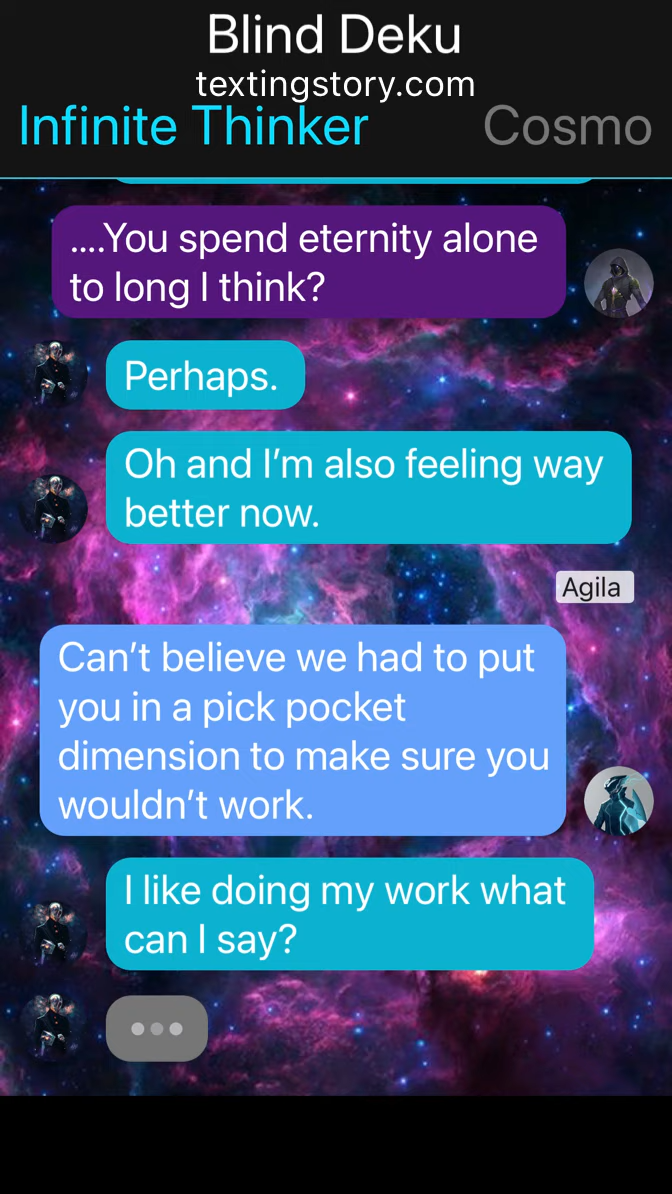 Blind Deku
textingstory.com
Infinite Thinker
Cosmo
....You spend eternity alone
to long I think?
Perhaps.
Oh and I’m also feeling way
better now.
Agila
Can’t believe we had to put
you in a pick pocket
dimension to make sure you
wouldn’t work.
I like doing my work what
can I say?